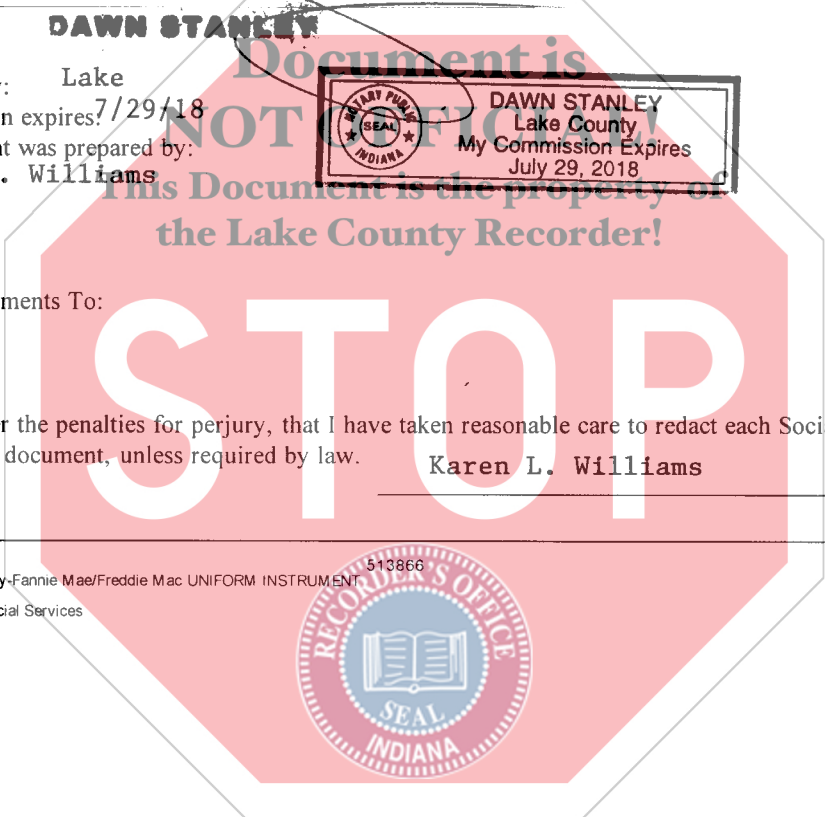 DAWN STANLEY
Document is
y: Lake
n expires: 7/29/18
NOT OFFICIAL!
NOTARY PUBLIC
SEAL
INDIANA
DAWN STANLEY
Lake County
My Commission Expires
July 29, 2018
t was prepared by:
. Williams
This Document is the property of
the Lake County Recorder!
ments To:
STOP
r the penalties for perjury, that I have taken reasonable care to redact each Soci
document, unless required by law. Karen L. Williams
y-Fannie Mae/Freddie Mac UNIFORM INSTRUMENT 513866
cial Services
RECORDER'S OFFICE
SEAL
INDIANA